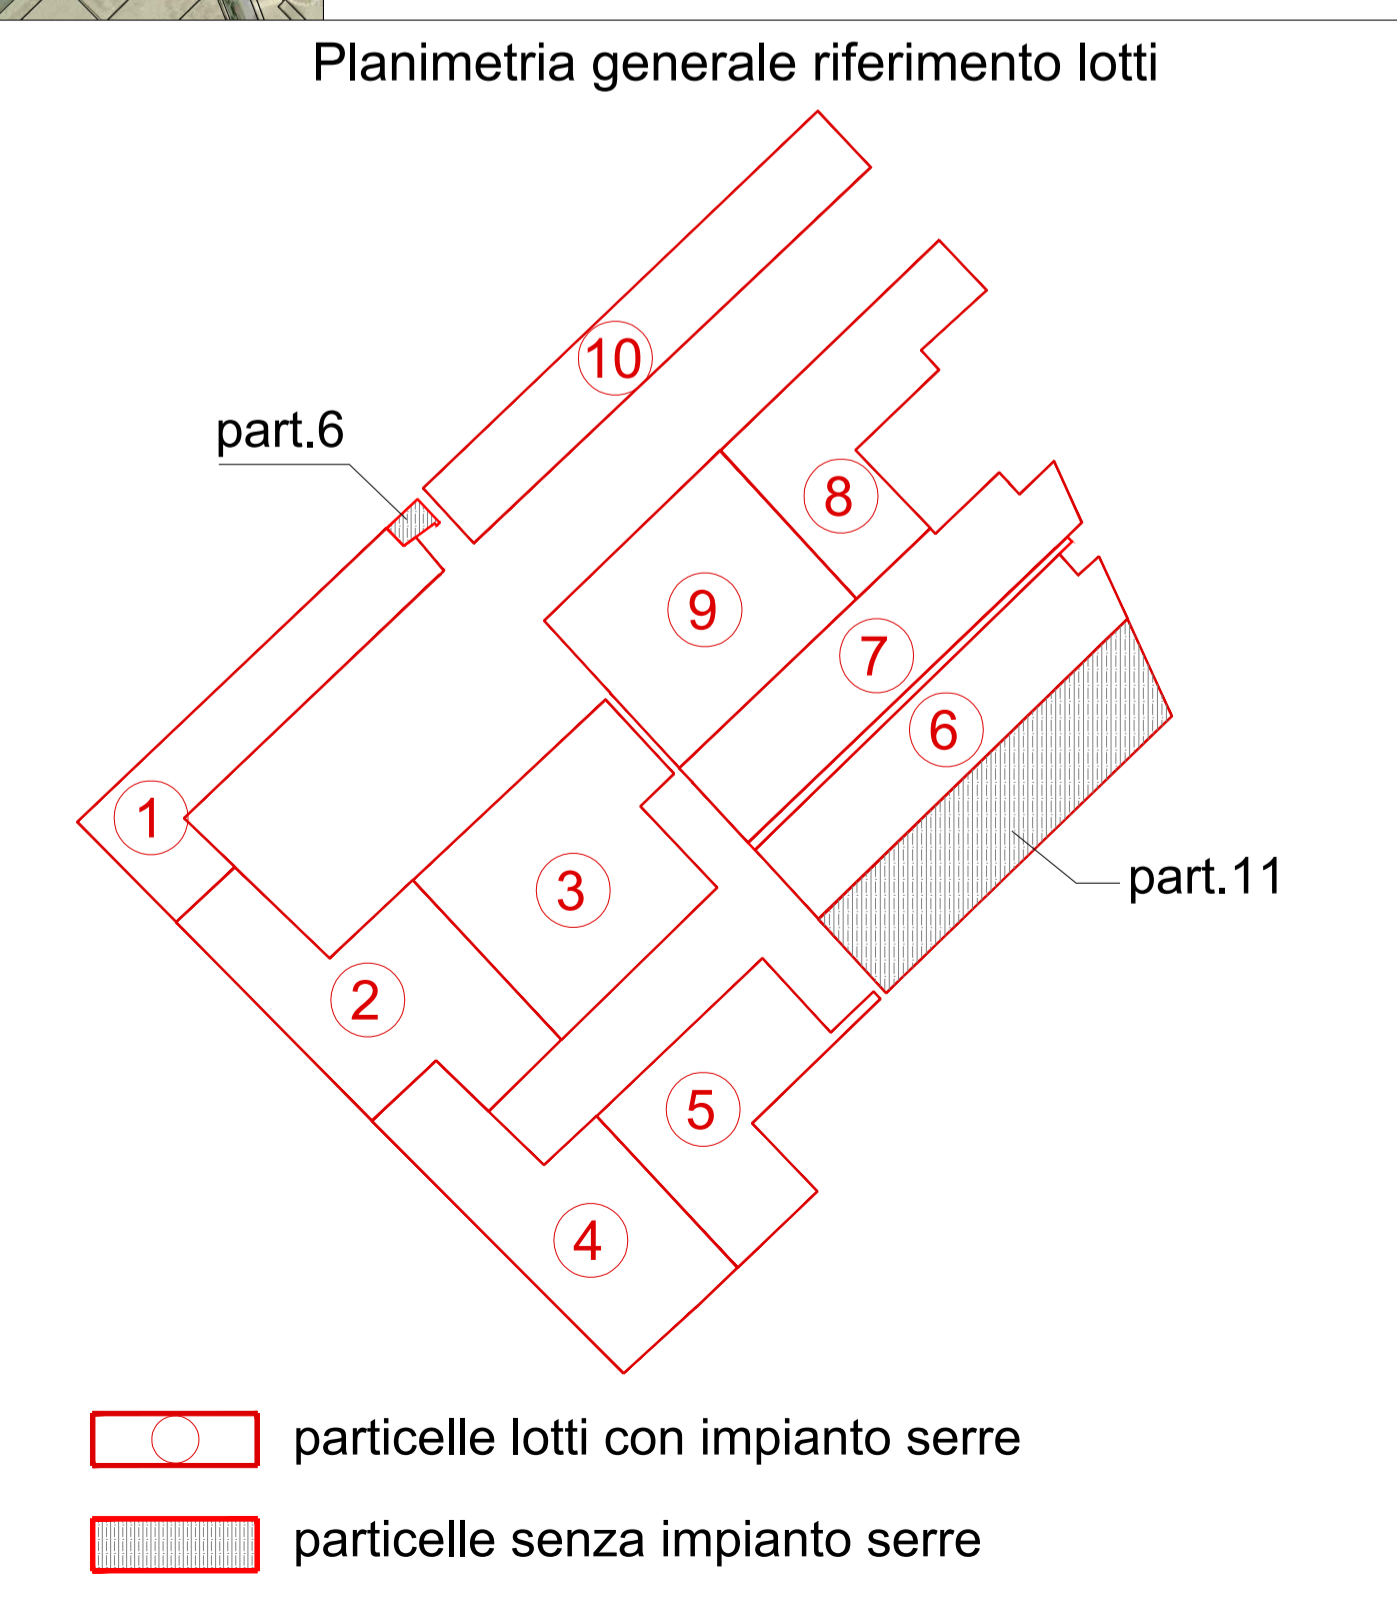 Planimetria generale riferimento lotti
10
part.6
8
9
7
6
1
part.11
3
2
5
4
particelle lotti con impianto serre
particelle senza impianto serre